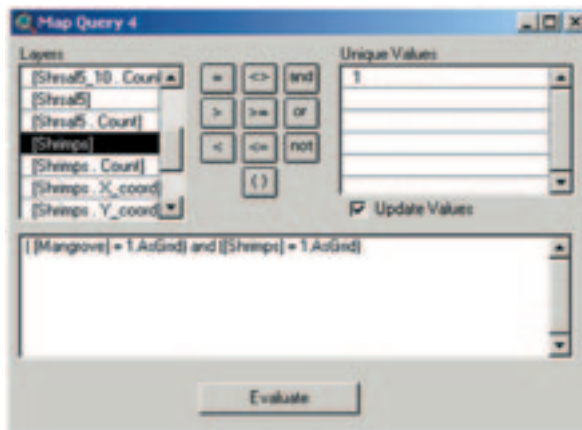 Map Query 4
Layers
[Shrsal5_10 . Count
[Shrsal5]
[Shrsal5 . Count]
[Shrimps]
[Shrimps . Count]
[Shrimps . X_coord
[Shrimps . Y_coord
= <> and
> >= or
< <= not
( )
Unique Values
1
Update Values
( [Mangrove] = 1.AsGrid) and ([Shrimps] = 1.AsGrid)
Evaluate